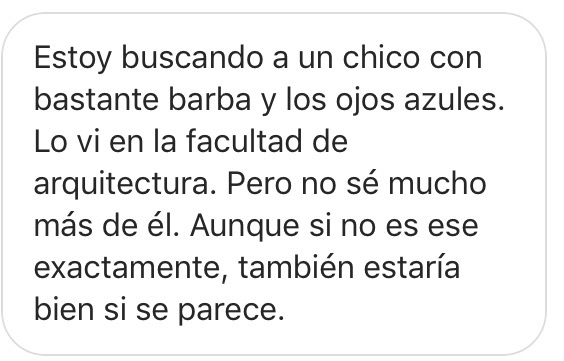 Estoy buscando a un chico con
bastante barba y los ojos azules.
Lo vi en la facultad de
arquitectura. Pero no sé mucho
más de él. Aunque si no es ese
exactamente, también estaría
bien si se parece.